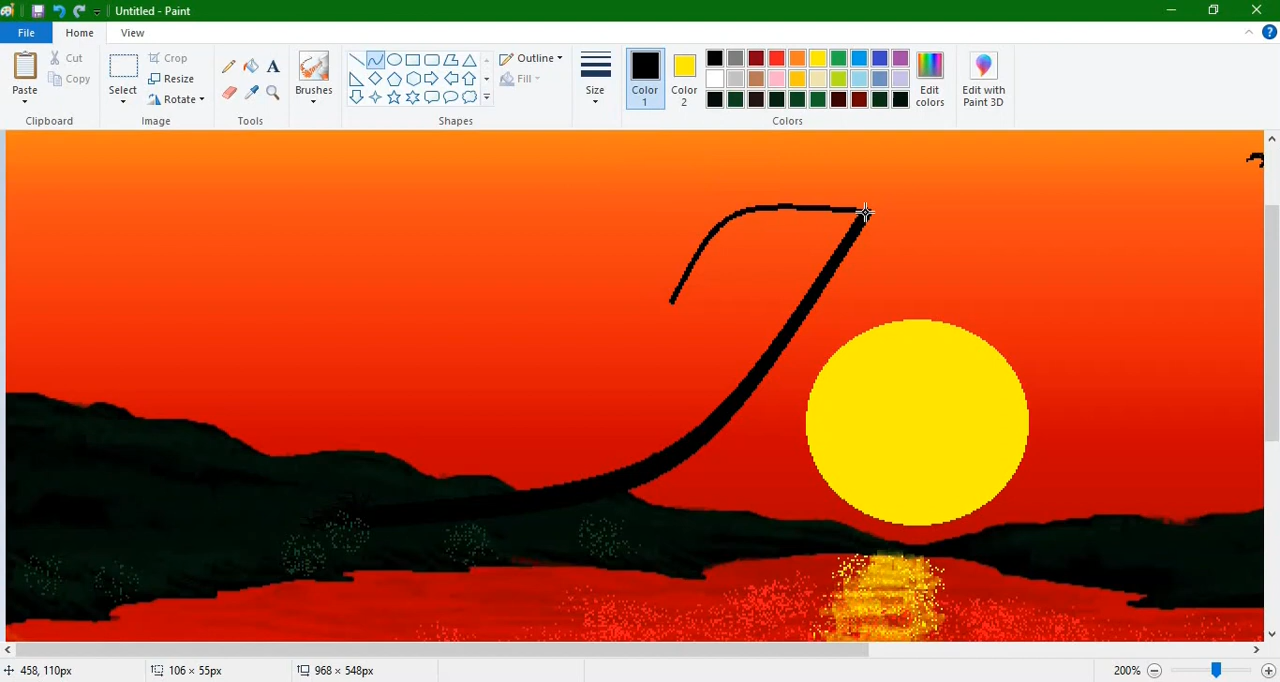 Untitled - Paint
File Home View
Paste
Cut
Copy
Clipboard
Select
Crop
Resize
Rotate
Image
A
Tools
Brushes
Shapes
Outline
Fill
Size
Color 1
Color 2
Colors
Edit colors
Edit with Paint 3D
458, 110px
106 × 55px
968 × 548px
200%